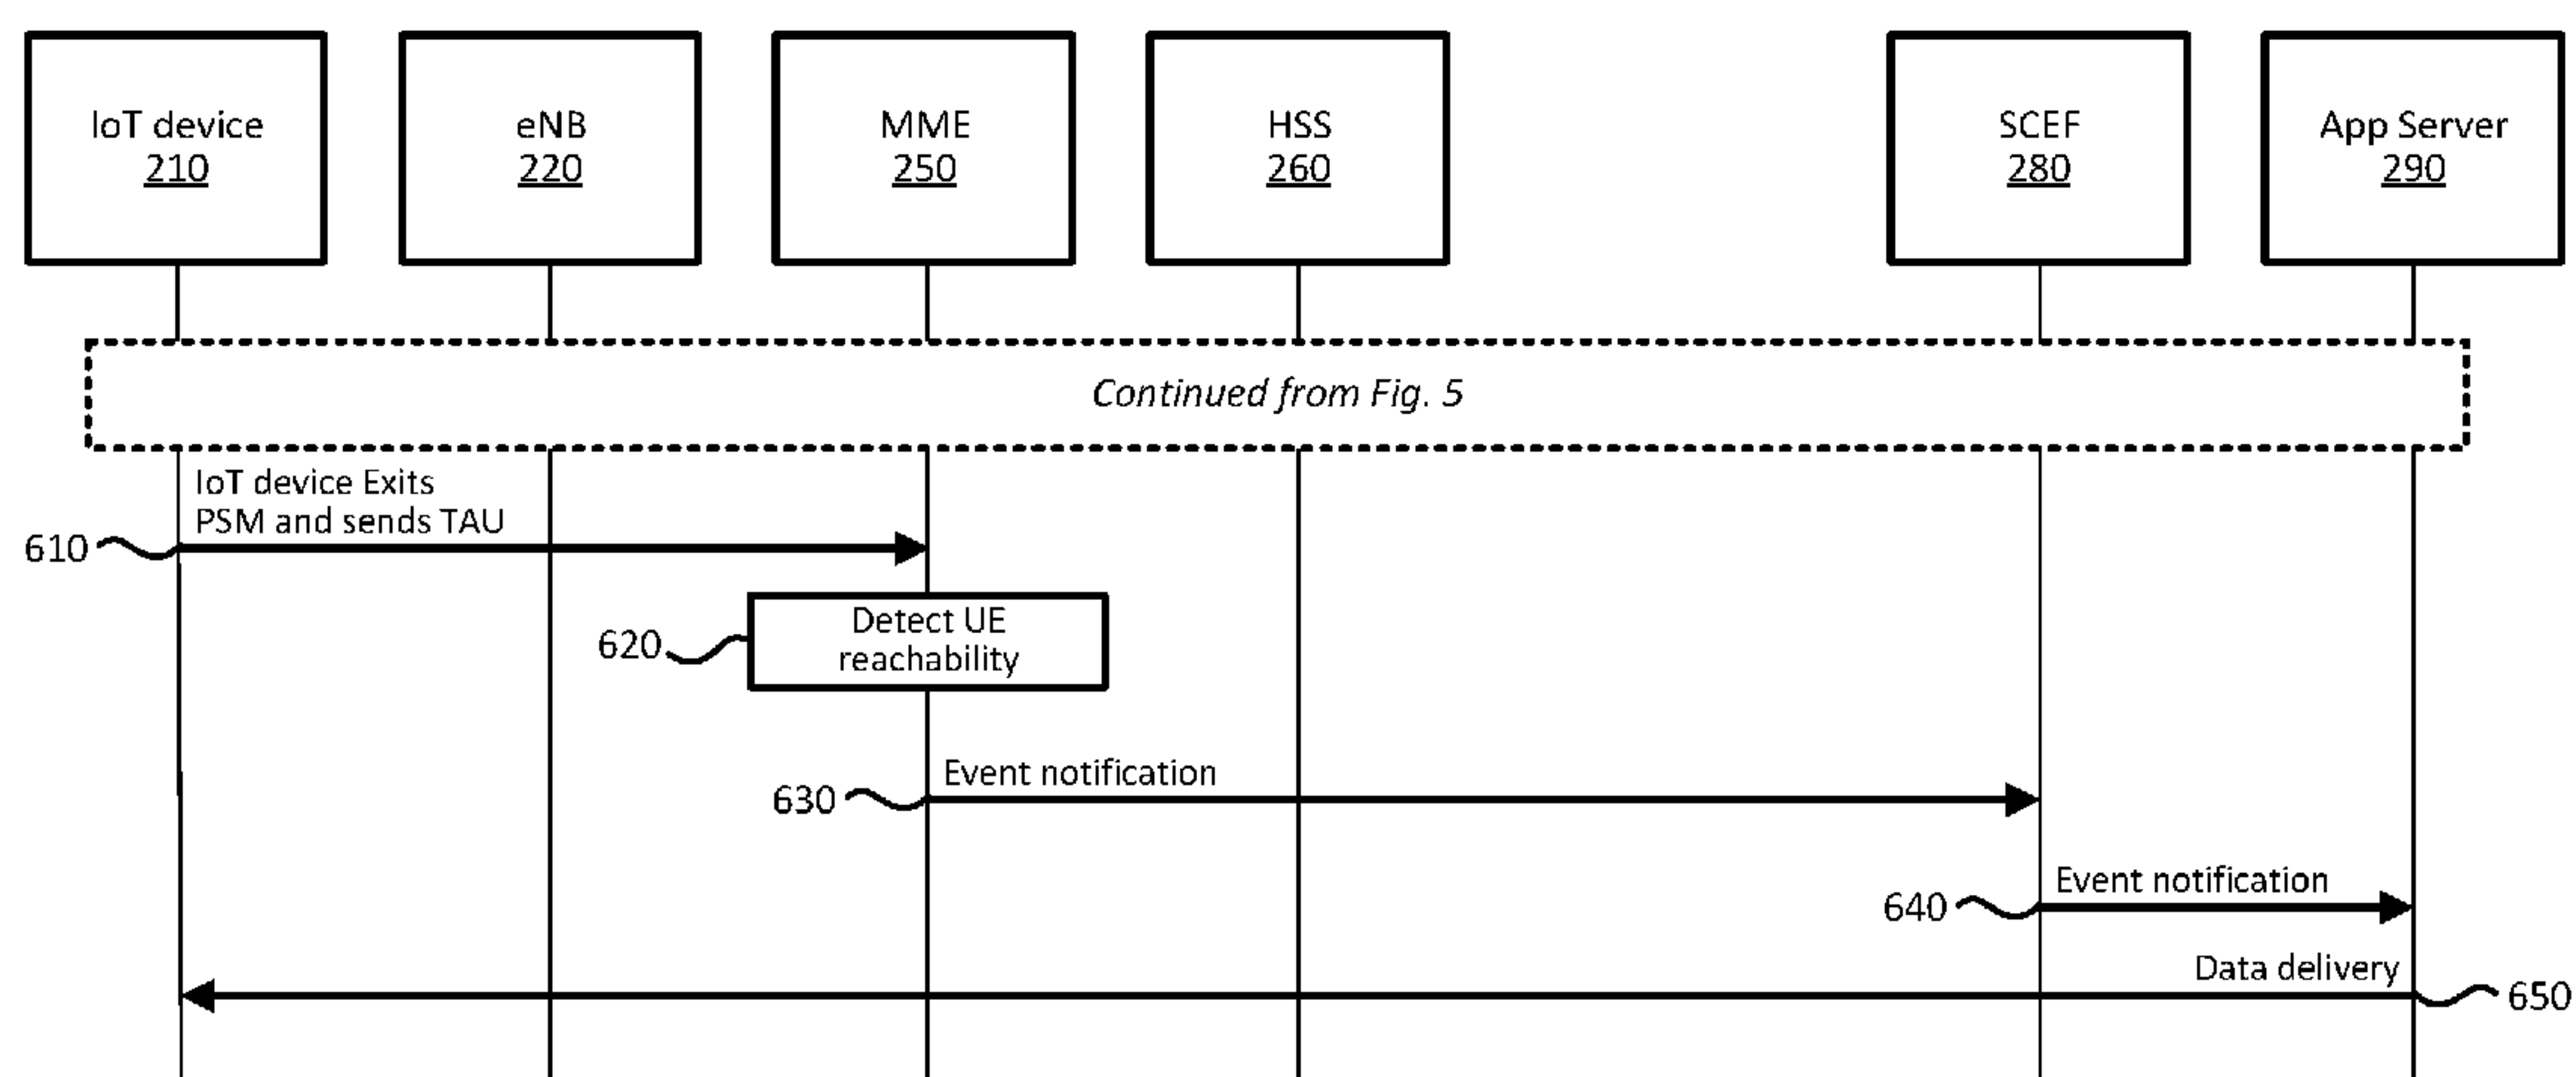 IoT device
210
eNB
220
MME
250
HSS
260
SCEF
280
App Server
290
Continued from Fig. 5
IoT device Exits
PSM and sends TAU
610
Detect UE
reachability
620
Event notification
630
Event notification
640
Data delivery
650